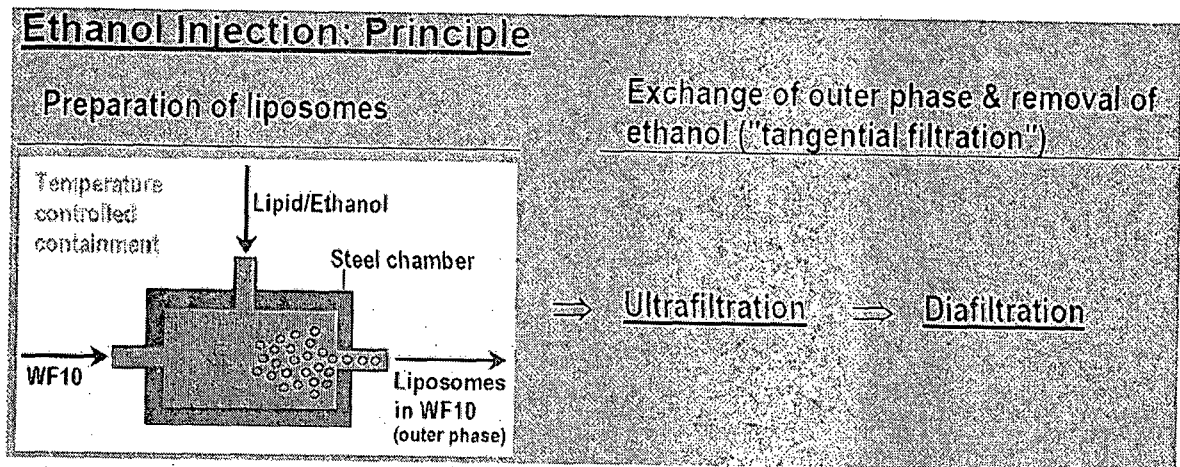 Ethanol Injection: Principle
Preparation of liposomes
Exchange of outer phase & removal of
ethanol ("tangential filtration")
Temperature
controlled
containment
Lipid/Ethanol
Steel chamber
WF10
Liposomes
in WF10
(outer phase)
⇒ Ultrafiltration ⇒ Diafiltration